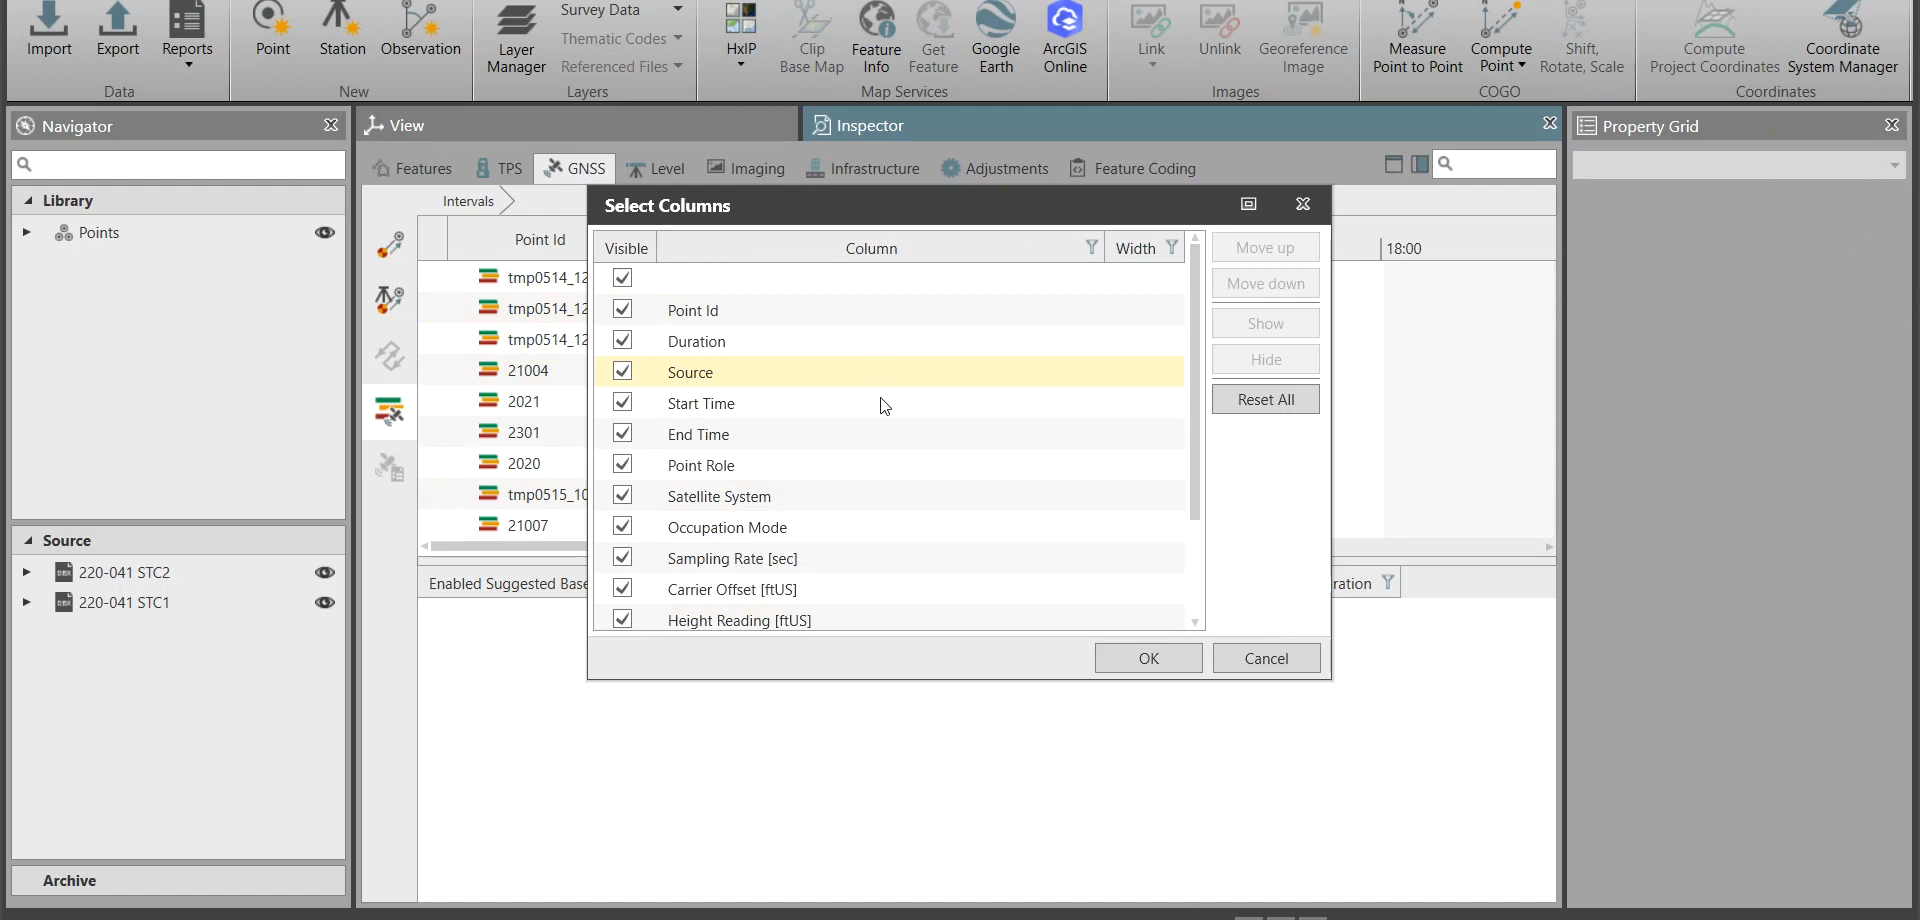 Import
Export
Reports
Data
Point
Station
Observation
New
Layer
Manager
Survey Data
Thematic Codes
Referenced Files
Layers
HxIP
Clip
Base Map
Feature
Info
Get
Feature
Google
Earth
ArcGIS
Online
Map Services
Link
Unlink
Georeference
Image
Images
Measure
Point to Point
Compute
Point
Shift,
Rotate, Scale
COGO
Compute
Project Coordinates
Coordinate
System Manager
Coordinates
Navigator
Library
Points
Source
220-041 STC2
220-041 STC1
Archive
View
Inspector
Features
TPS
GNSS
Level
Imaging
Infrastructure
Adjustments
Feature Coding
Intervals
Point Id
18:00
tmp0514_12
tmp0514_12
tmp0514_12
21004
2021
2301
2020
tmp0515_10
21007
Enabled Suggested Base
ration
Select Columns
Visible
Column
Width
Point Id
Duration
Source
Start Time
End Time
Point Role
Satellite System
Occupation Mode
Sampling Rate [sec]
Carrier Offset [ftUS]
Height Reading [ftUS]
Move up
Move down
Show
Hide
Reset All
OK
Cancel
Property Grid